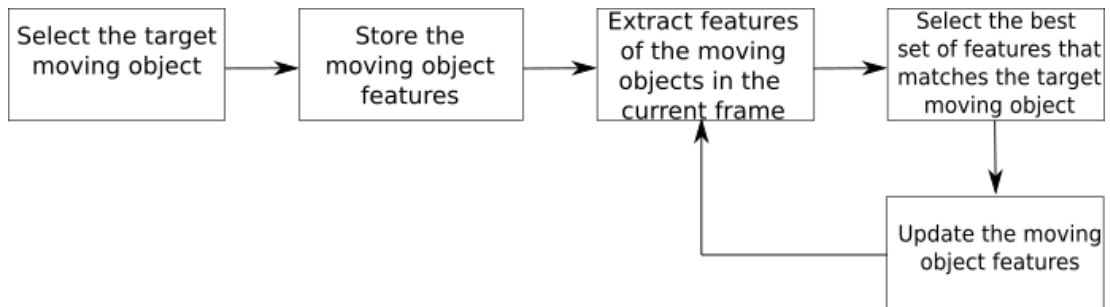 Select the target
moving object
Store the
moving object
features
Extract features
of the moving
objects in the
current frame
Select the best
set of features that
matches the target
moving object
Update the moving
object features